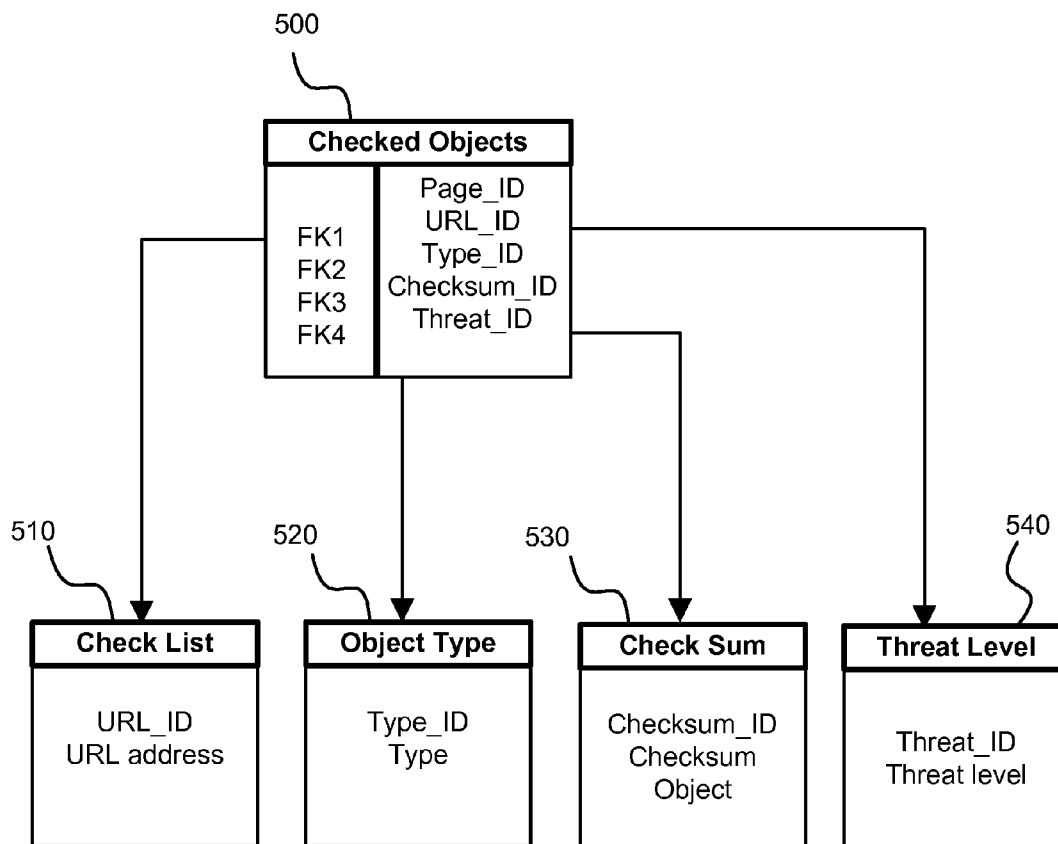 500
Checked Objects
FK1
FK2
FK3
FK4
Page_ID
URL_ID
Type_ID
Checksum_ID
Threat_ID
510
Check List
URL_ID
URL address
520
Object Type
Type_ID
Type
530
Check Sum
Checksum_ID
Checksum
Object
540
Threat Level
Threat_ID
Threat level